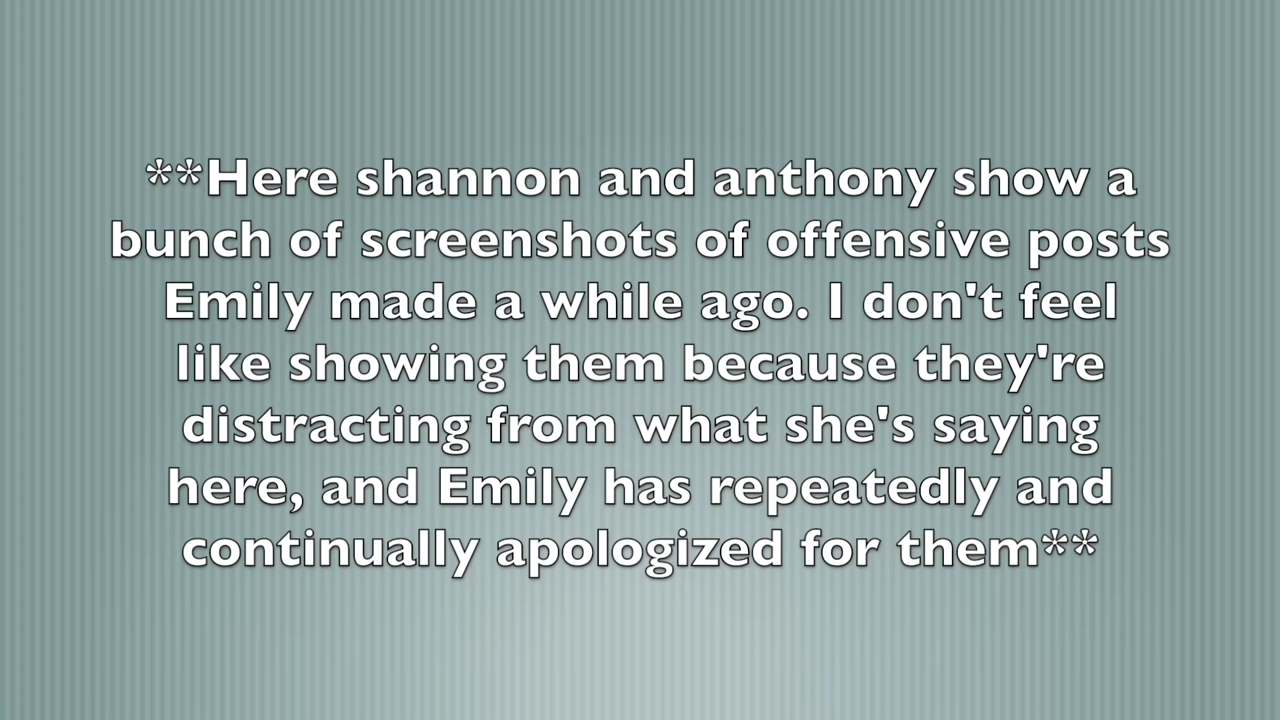 **Here shannon and anthony show a
bunch of screenshots of offensive posts
Emily made a while ago. I don't feel
like showing them because they're
distracting from what she's saying
here, and Emily has repeatedly and
continually apologized for them**